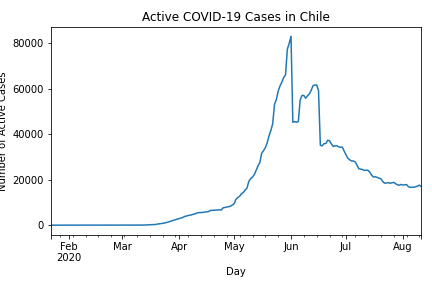 Active COVID-19 Cases in Chile
Number of Active Cases
80000
60000
40000
20000
0
Feb Mar Apr May Jun Jul Aug
2020
Day